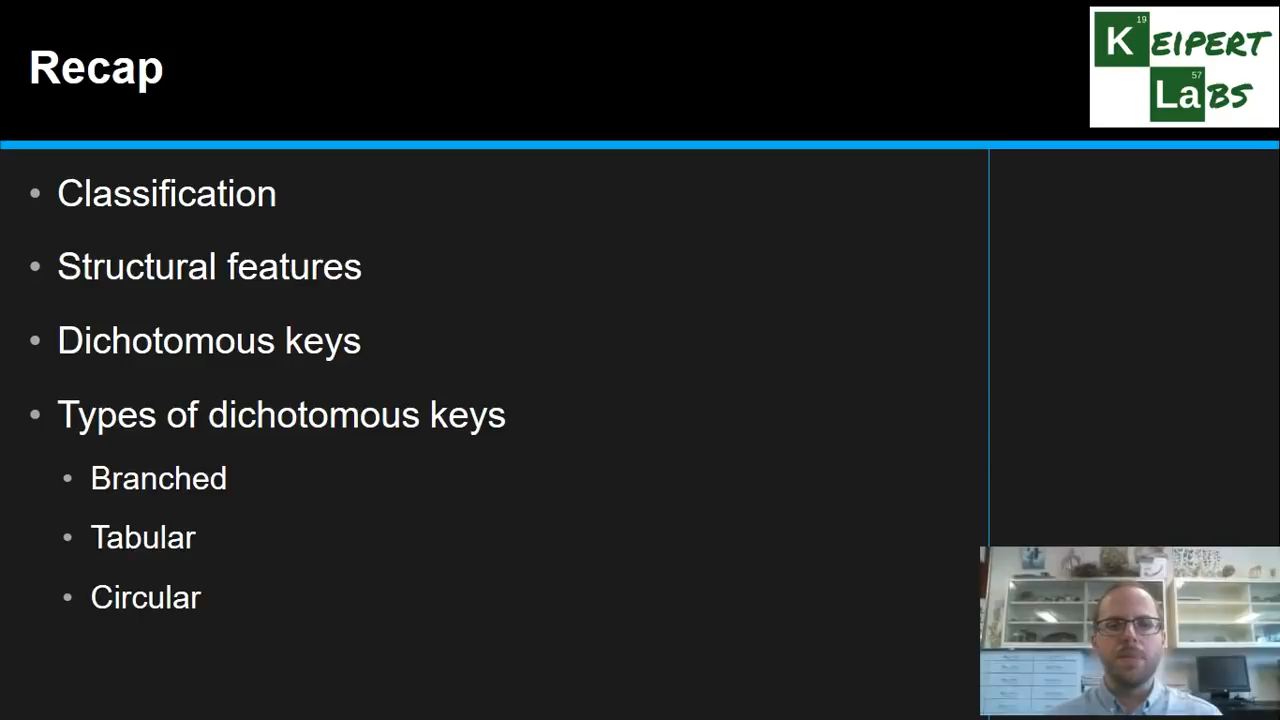 Recap
19
KEIPERT
57
LaBS
Classification
Structural features
Dichotomous keys
Types of dichotomous keys
Branched
Tabular
Circular